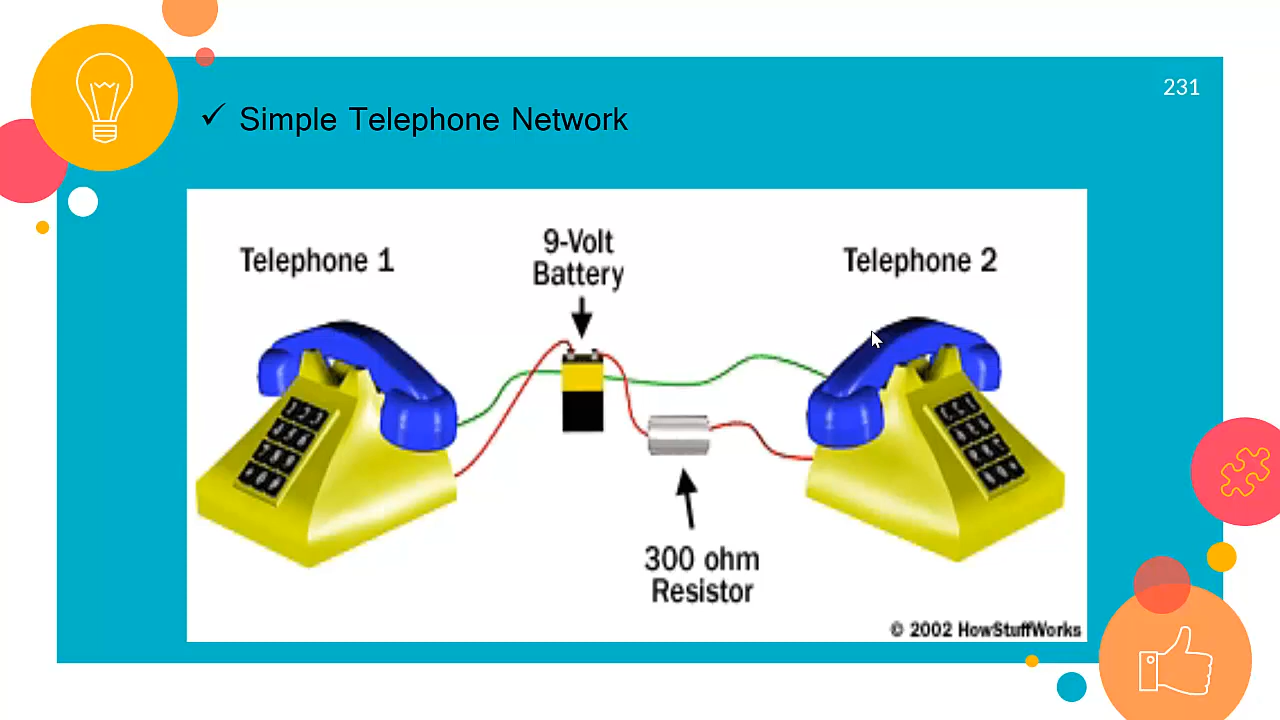 231
✓ Simple Telephone Network
9-Volt
Battery
Telephone 1
Telephone 2
300 ohm
Resistor
© 2002 HowStuffWorks